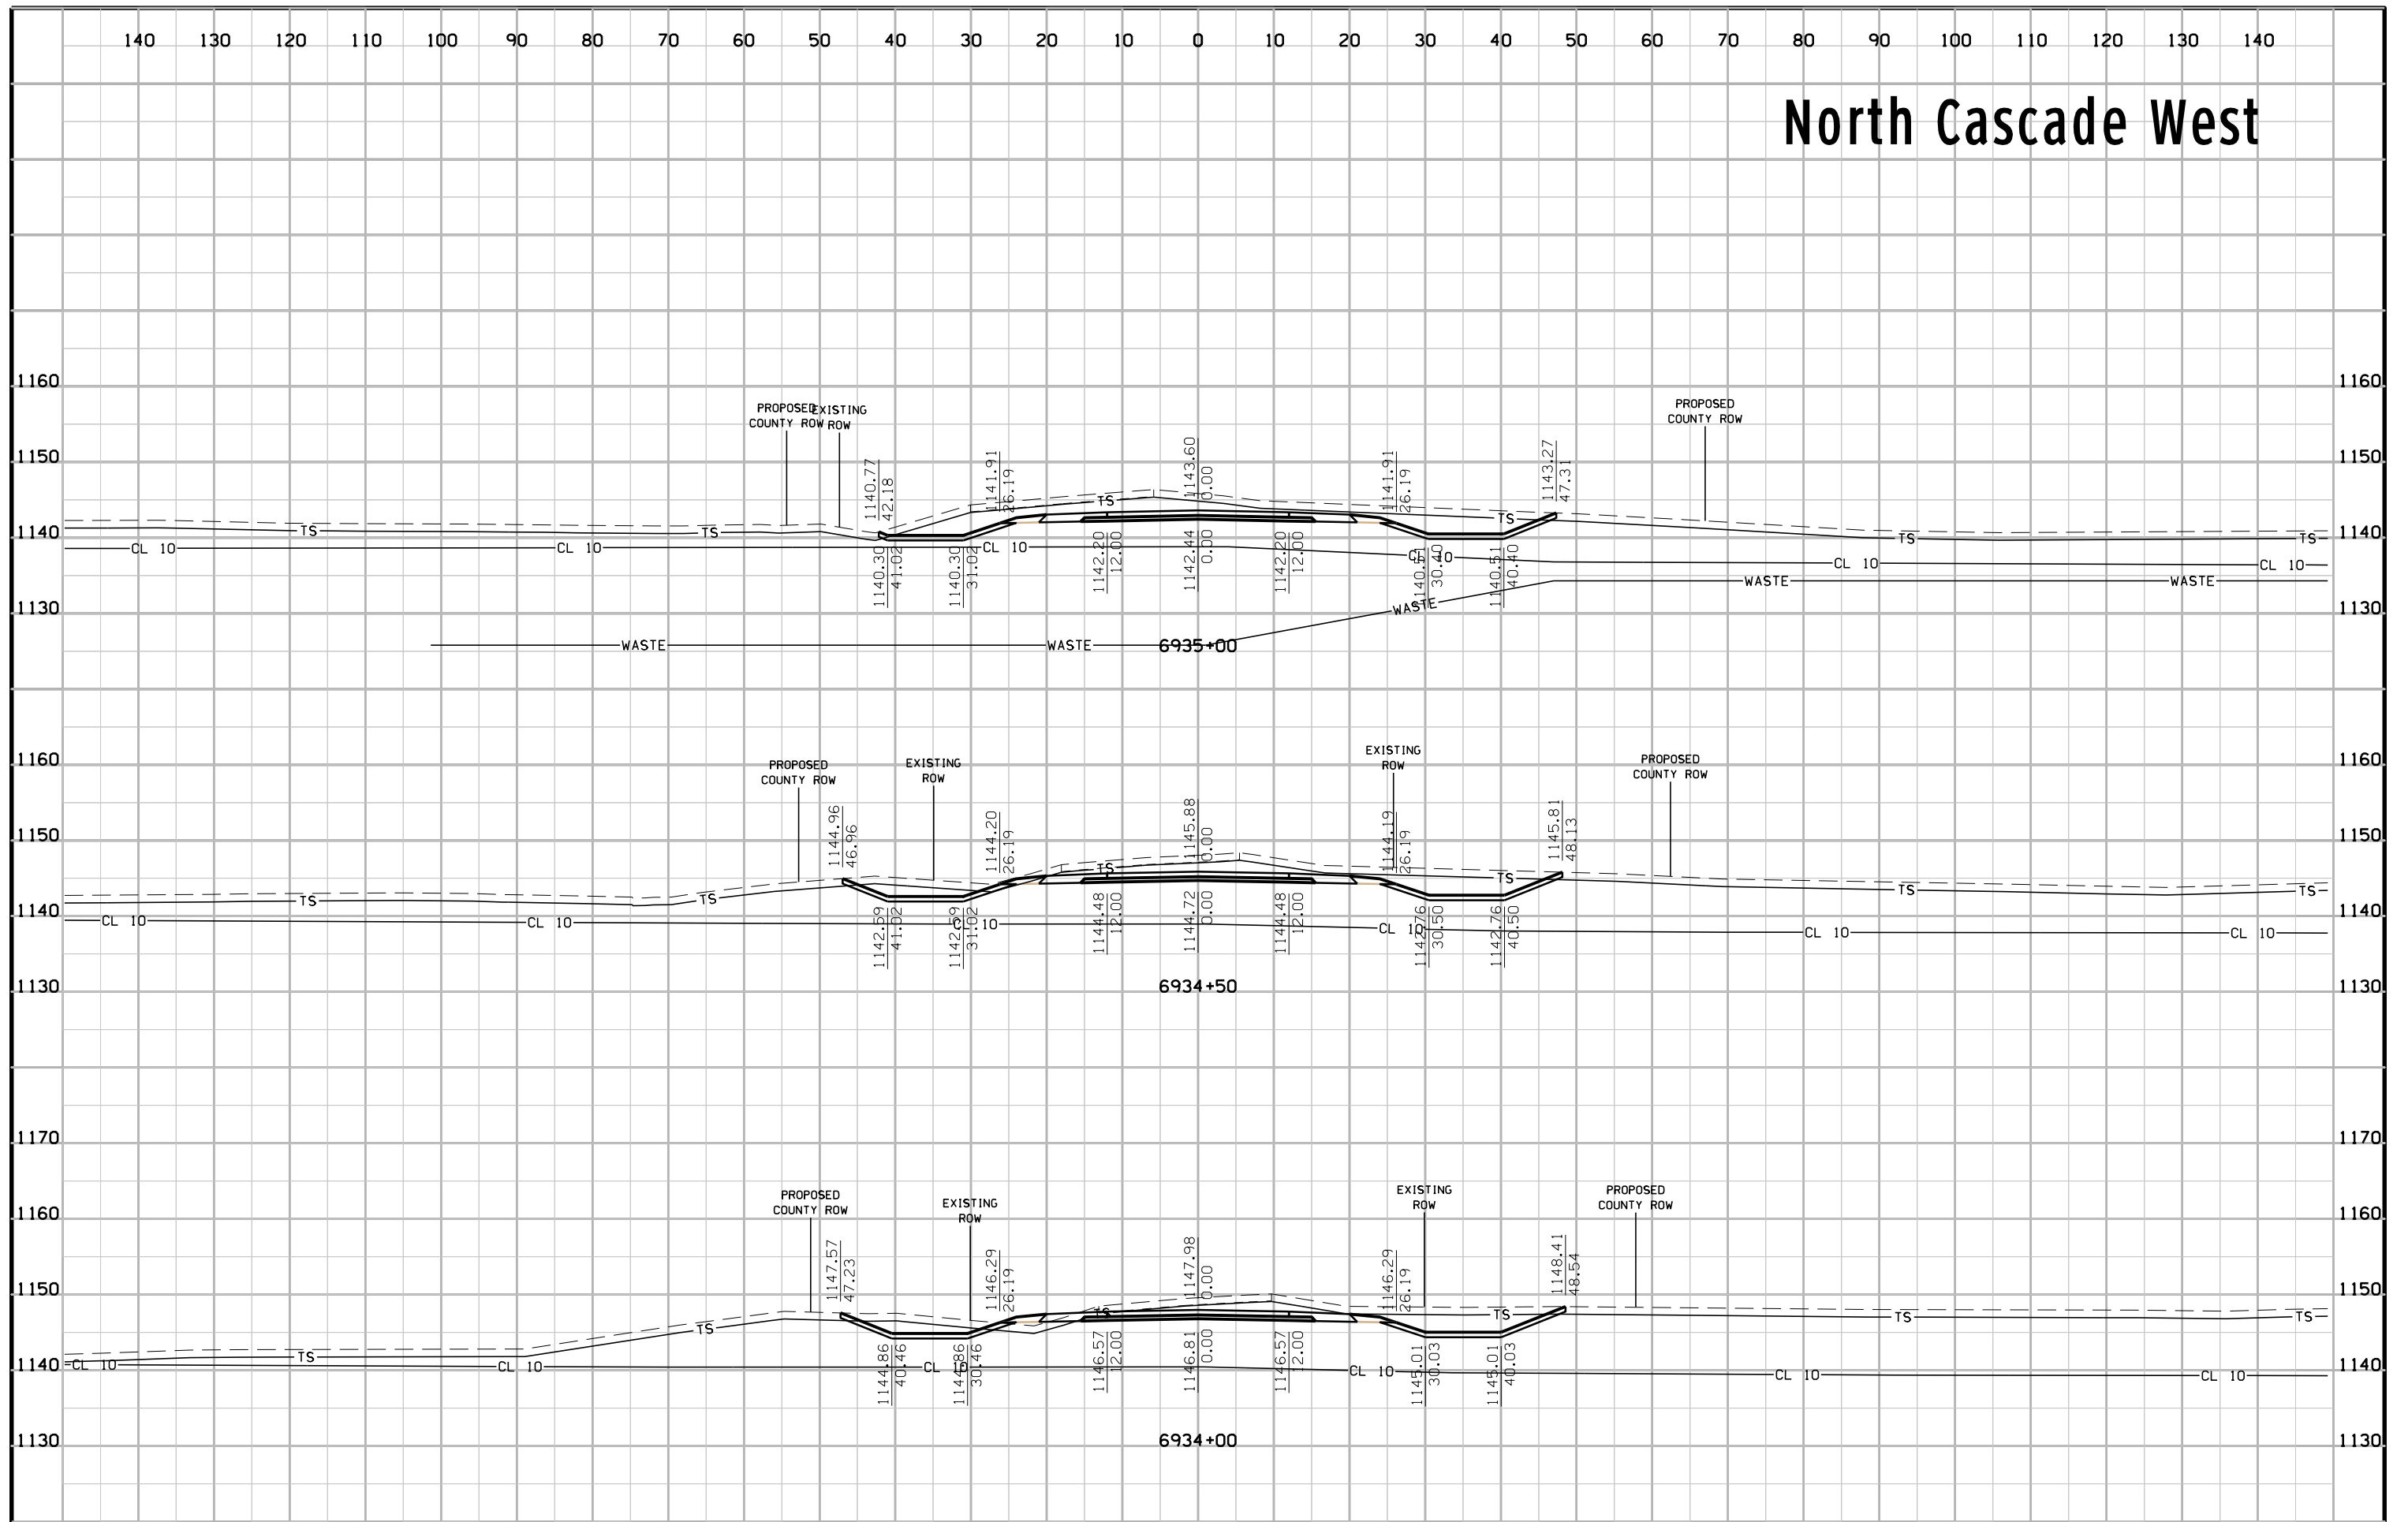 140 130 120 110 100 90 80 70 60 50 40 30 20 10 0 10 20 30 40 50 60 70 80 90 100 110 120 130 140
North Cascade West
1160 1160
PROPOSED COUNTY ROW
EXISTING ROW
PROPOSED COUNTY ROW
1150 1150
1140.77 42.18
1141.91 26.19
1143.60 0.00
1141.91 26.19
1143.27 47.31
TS TS TS TS TS TS
1140 1140
CL 10 CL 10 CL 10 CL 10 CL 10 CL 10
1140.30 41.02
1140.30 31.02
1142.20 12.00
1142.44 0.00
1142.20 12.00
1140.51 30.40
1140.51 40.40
WASTE WASTE WASTE WASTE WASTE
1130 1130
6935+00
1160 1160
PROPOSED COUNTY ROW
EXISTING ROW
EXISTING ROW
PROPOSED COUNTY ROW
1150 1150
1144.96 46.96
1144.20 26.19
1145.88 0.00
1144.19 26.19
1145.81 48.13
TS TS TS TS TS TS
1140 1140
CL 10 CL 10 CL 10 CL 10 CL 10 CL 10
1142.59 41.02
1142.59 31.02
1144.48 12.00
1144.72 0.00
1144.48 12.00
1142.76 30.50
1142.76 40.50
1130 1130
6934+50
1170 1170
1160 1160
PROPOSED COUNTY ROW
EXISTING ROW
EXISTING ROW
PROPOSED COUNTY ROW
1150 1150
1147.57 47.23
1146.29 26.19
1147.98 0.00
1146.29 26.19
1148.41 48.54
TS TS TS TS TS TS
1140 1140
CL 10 CL 10 CL 10 CL 10 CL 10 CL 10
1144.86 40.46
1144.86 30.46
1146.57 12.00
1146.81 0.00
1146.57 12.00
1145.01 30.03
1145.01 40.03
1130 1130
6934+00